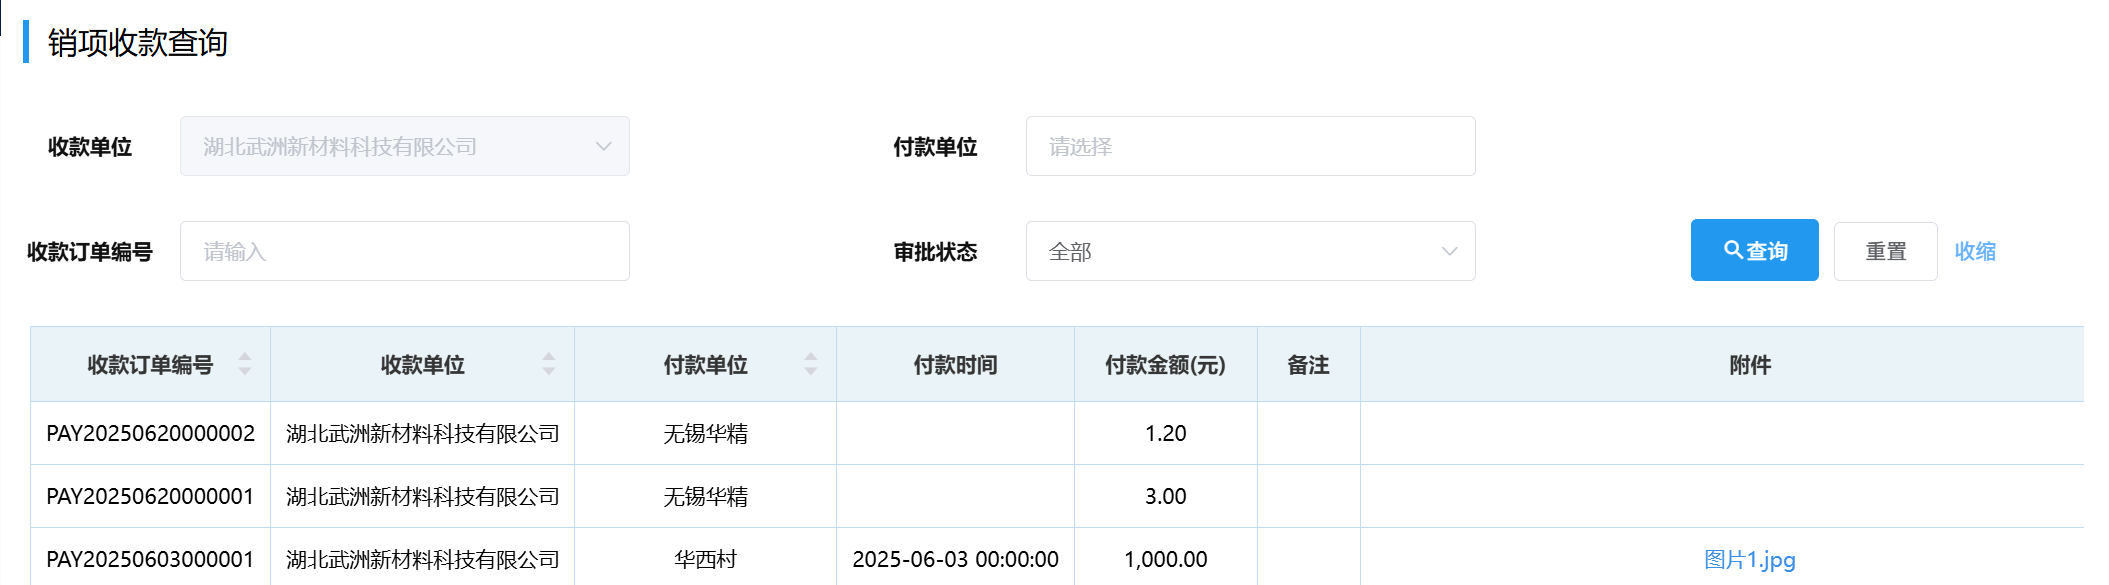 销项收款查询
收款单位 湖北武洲新材料科技有限公司 付款单位 请选择
收款订单编号 请输入 审批状态 全部 查询 重置 收缩
收款订单编号 收款单位 付款单位 付款时间 付款金额(元) 备注 附件
PAY20250620000002 湖北武洲新材料科技有限公司 无锡华精 1.20
PAY20250620000001 湖北武洲新材料科技有限公司 无锡华精 3.00
PAY20250603000001 湖北武洲新材料科技有限公司 华西村 2025-06-03 00:00:00 1,000.00 图片1.jpg